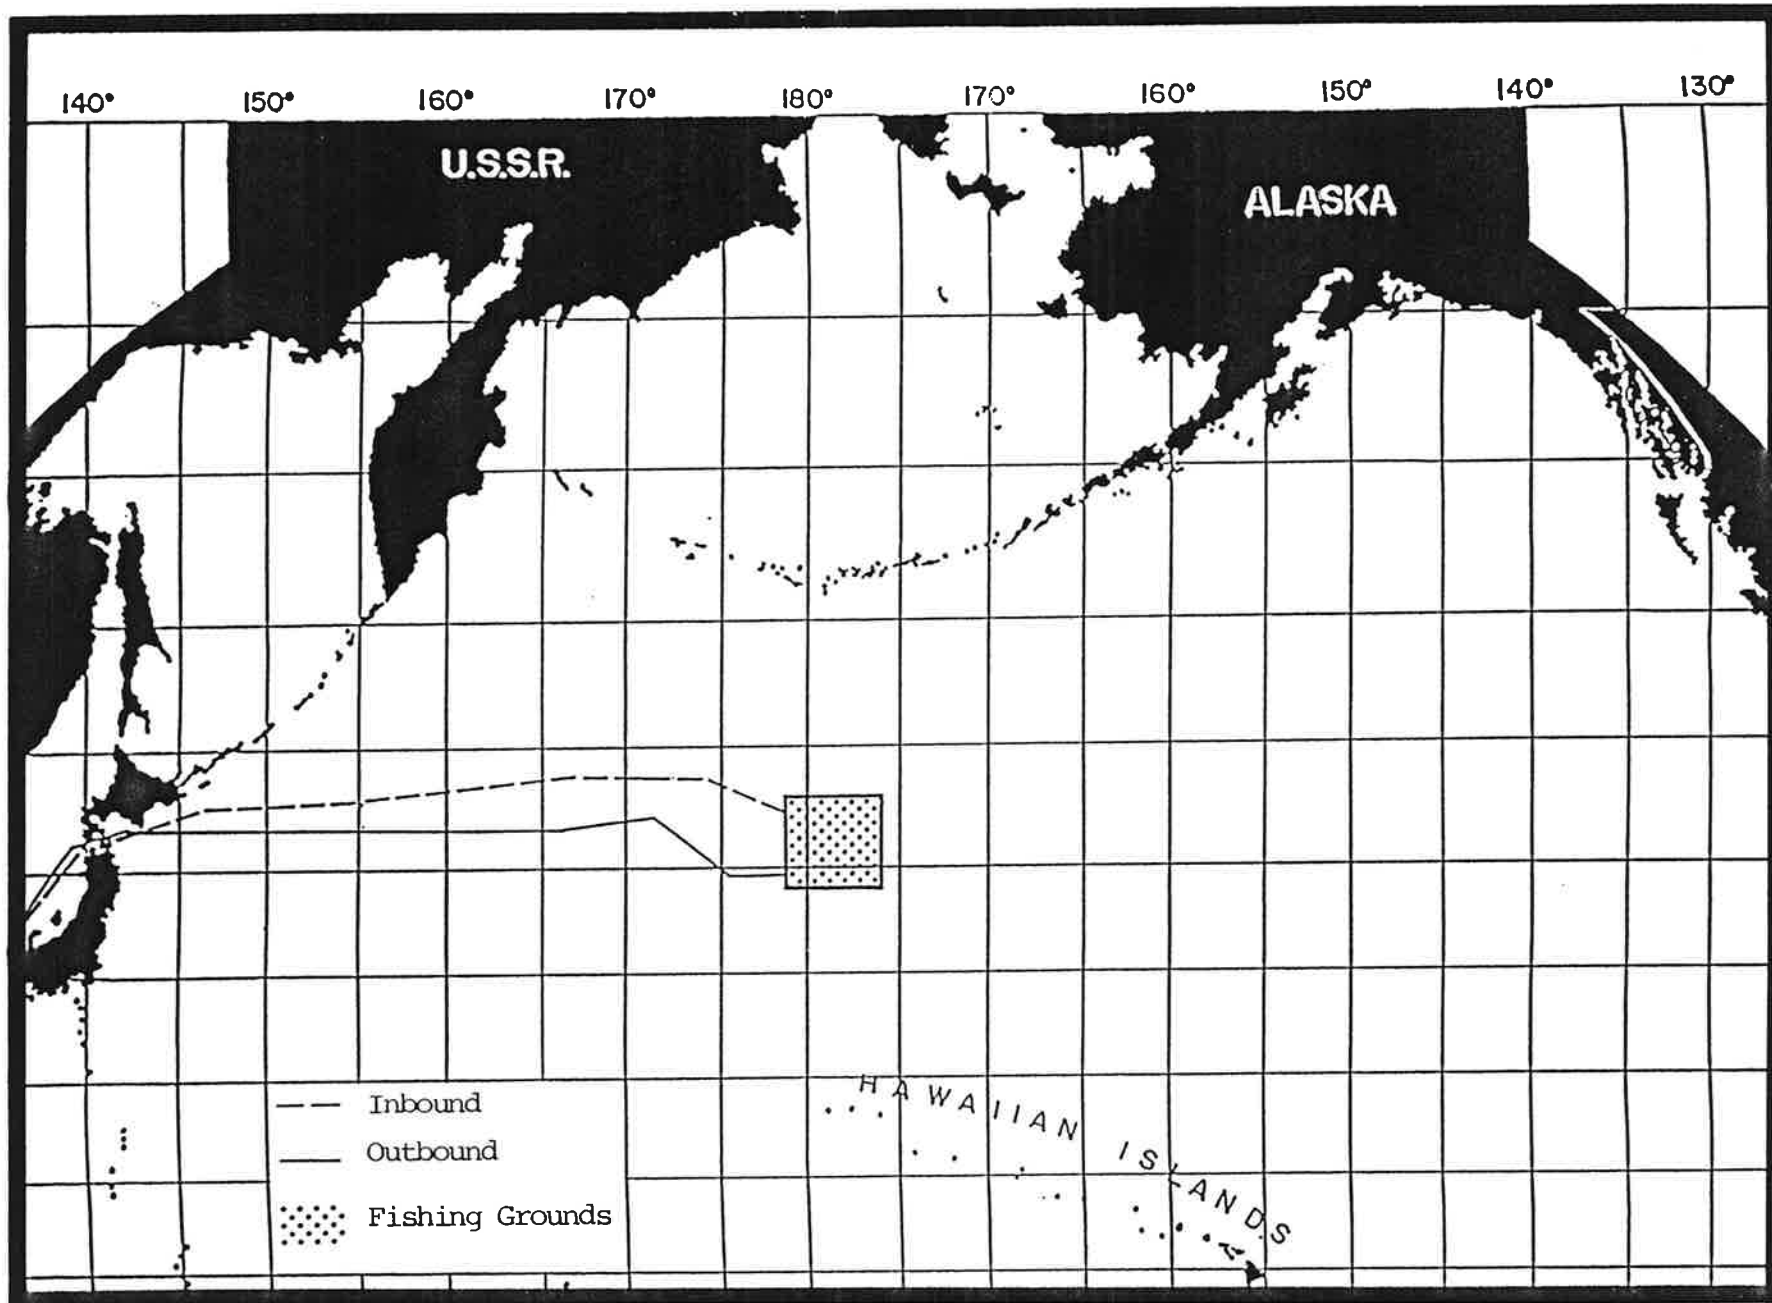 140° 150° 160° 170° 180° 170° 160° 150° 140° 130°
U.S.S.R.
ALASKA
HAWAIIAN ISLANDS
Inbound
Outbound
Fishing Grounds